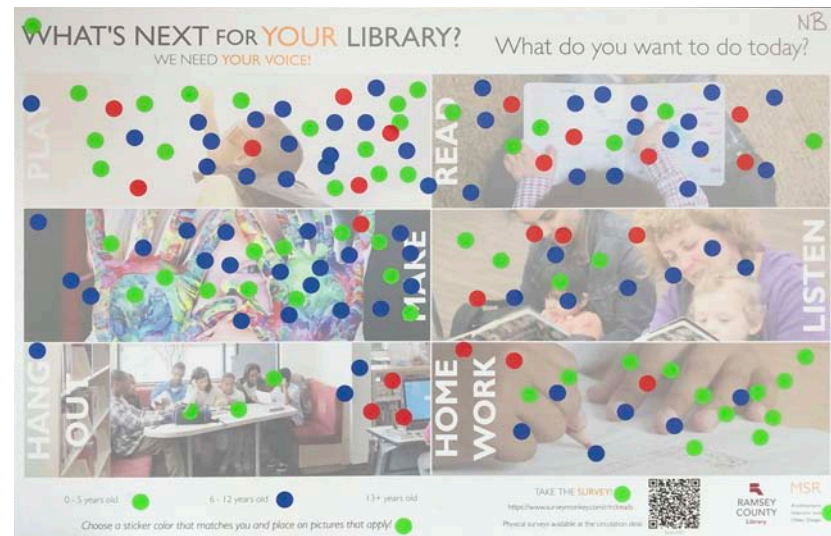 NB
WHAT'S NEXT FOR YOUR LIBRARY?
WE NEED YOUR VOICE!
What do you want to do today?
PLAY
READ
MAKE
LISTEN
HANG
OUT
HOME
WORK
0 - 5 years old
6 - 12 years old
13+ years old
Choose a sticker color that matches you and place on pictures that apply!
TAKE THE SURVEY!
Physical surveys available at the circulation desk
RAMSEY
COUNTY
Library
MSR